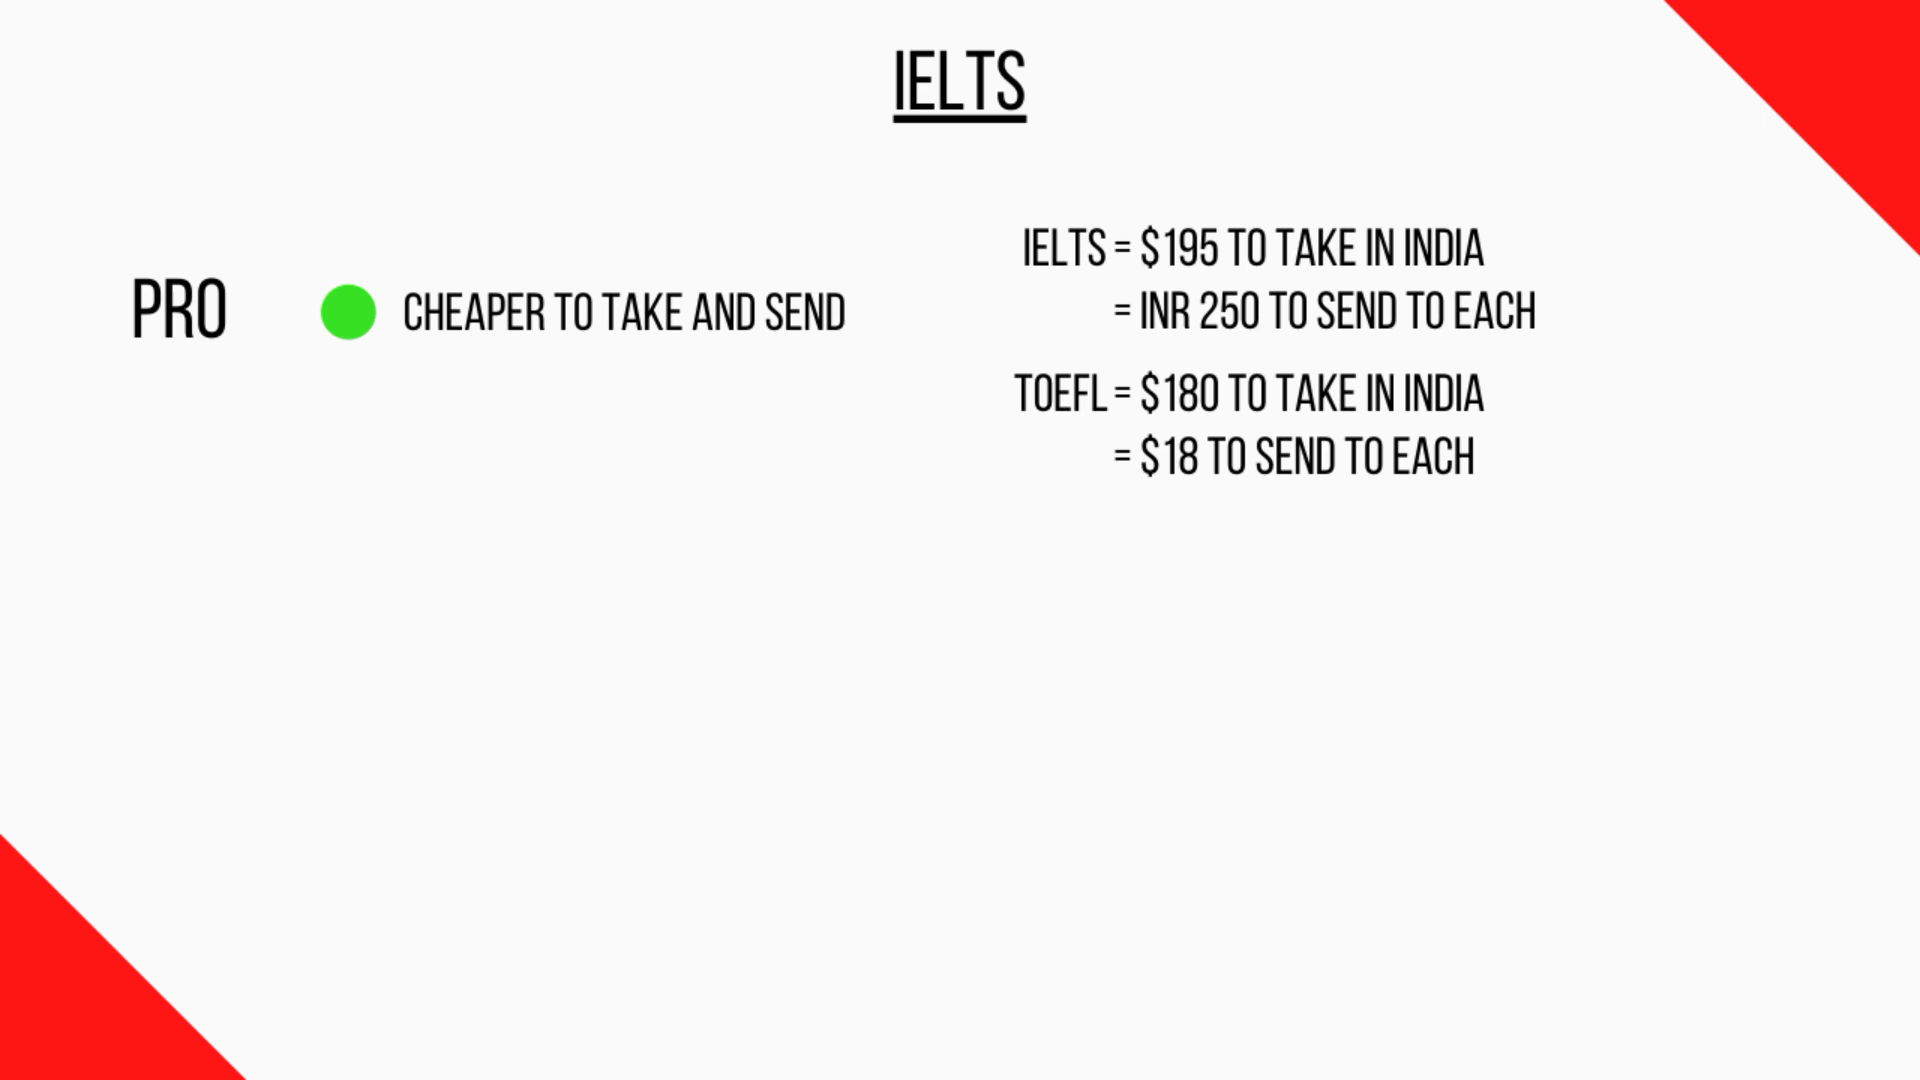 IELTS
PRO
CHEAPER TO TAKE AND SEND
IELTS = $195 TO TAKE IN INDIA
= INR 250 TO SEND TO EACH
TOEFL = $180 TO TAKE IN INDIA
= $18 TO SEND TO EACH